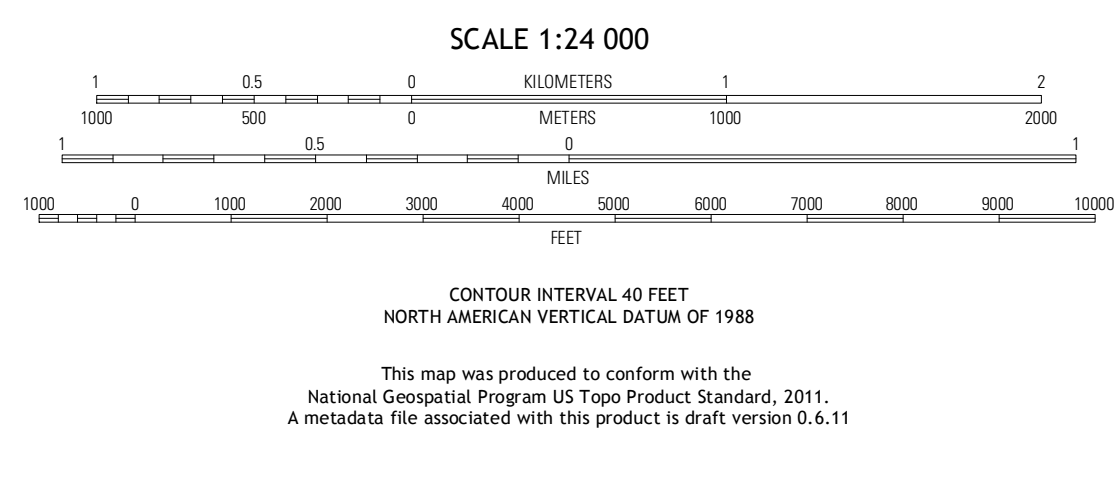 SCALE 1:24 000
1 0.5 0 KILOMETERS 1 2
1000 500 0 METERS 1000 2000
1 0.5 0 1
MILES
1000 0 1000 2000 3000 4000 5000 6000 7000 8000 9000 10000
FEET
CONTOUR INTERVAL 40 FEET
NORTH AMERICAN VERTICAL DATUM OF 1988
This map was produced to conform with the
National Geospatial Program US Topo Product Standard, 2011.
A metadata file associated with this product is draft version 0.6.11